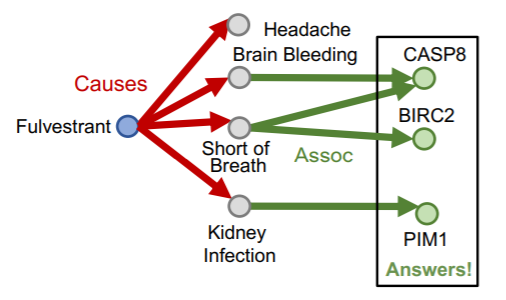 Headache
Brain Bleeding
CASP8
Causes
BIRC2
Fulvestrant
Short of
Breath
Assoc
Kidney
Infection
PIM1
Answers!